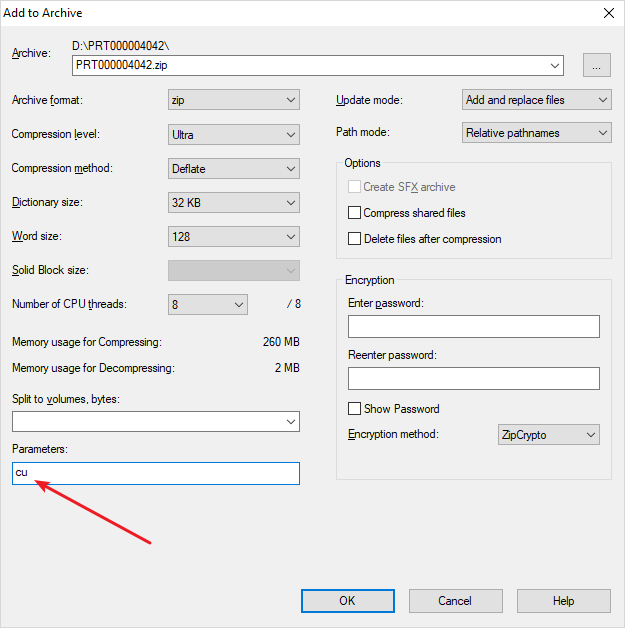 Add to Archive
Archive:
D:\PRT000004042\
PRT000004042.zip
...
Archive format:
zip
Compression level:
Ultra
Compression method:
Deflate
Dictionary size:
32 KB
Word size:
128
Solid Block size:
Number of CPU threads:
8
/ 8
Memory usage for Compressing:
260 MB
Memory usage for Decompressing:
2 MB
Split to volumes, bytes:
Parameters:
cu
Update mode:
Add and replace files
Path mode:
Relative pathnames
Options
Create SFX archive
Compress shared files
Delete files after compression
Encryption
Enter password:
Reenter password:
Show Password
Encryption method:
ZipCrypto
OK
Cancel
Help